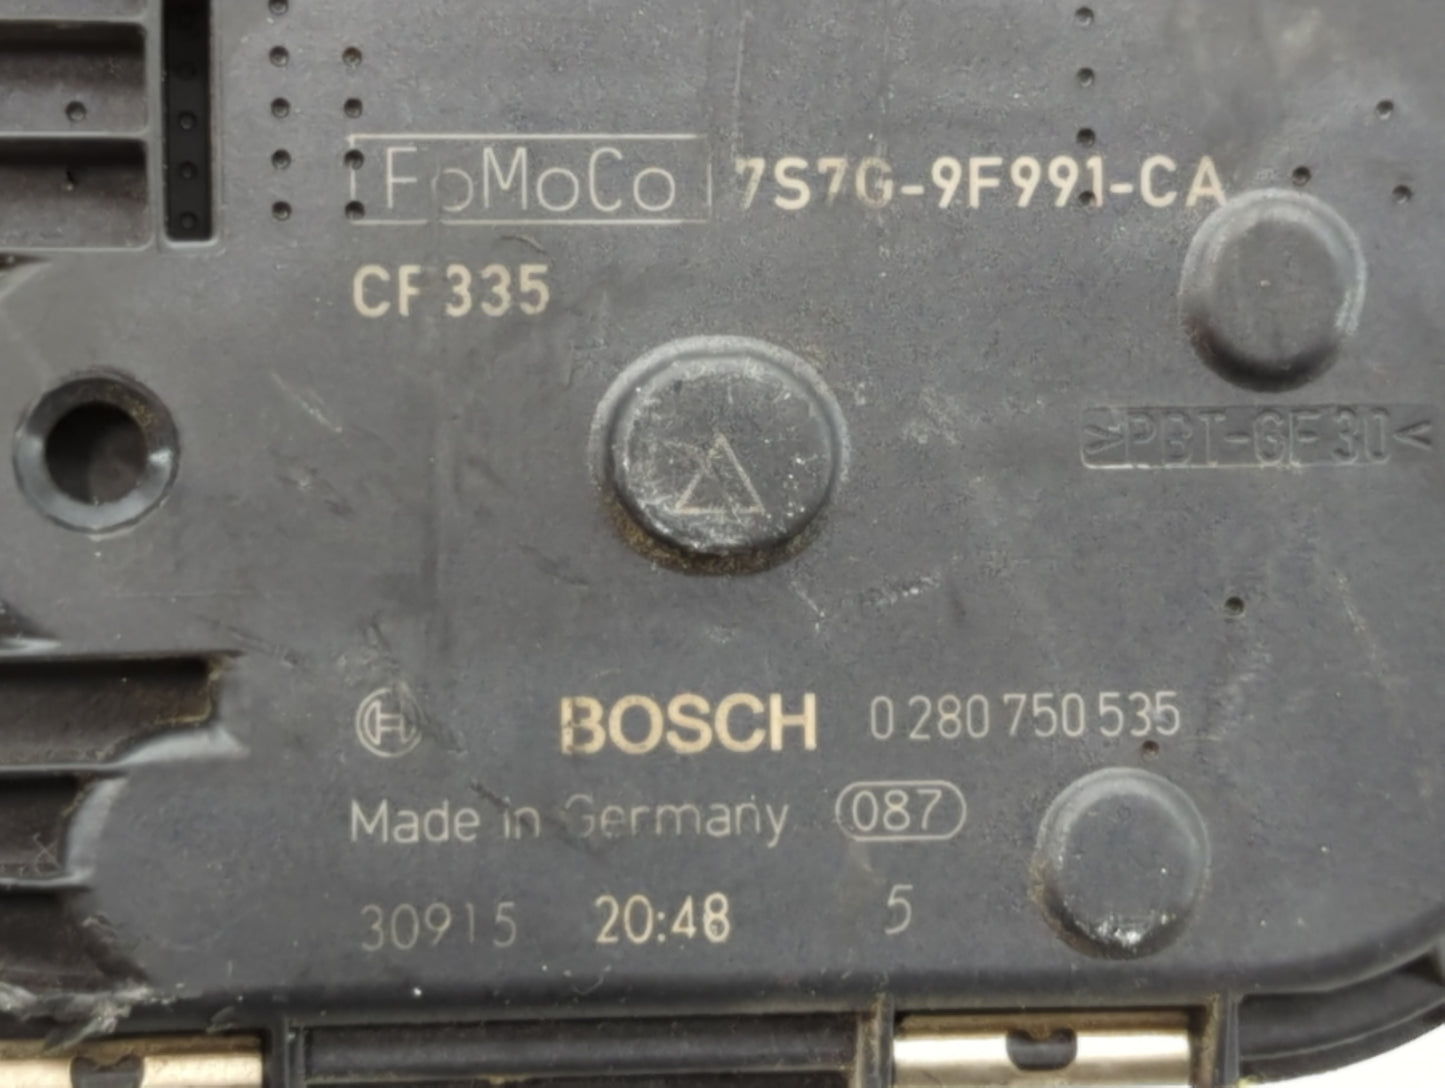 FoMoCo 7S7G-9F991-CA
CF 335
>PBT-GF30<
BOSCH 0 280 750 535
Made in Germany 087
30915 20:48 5